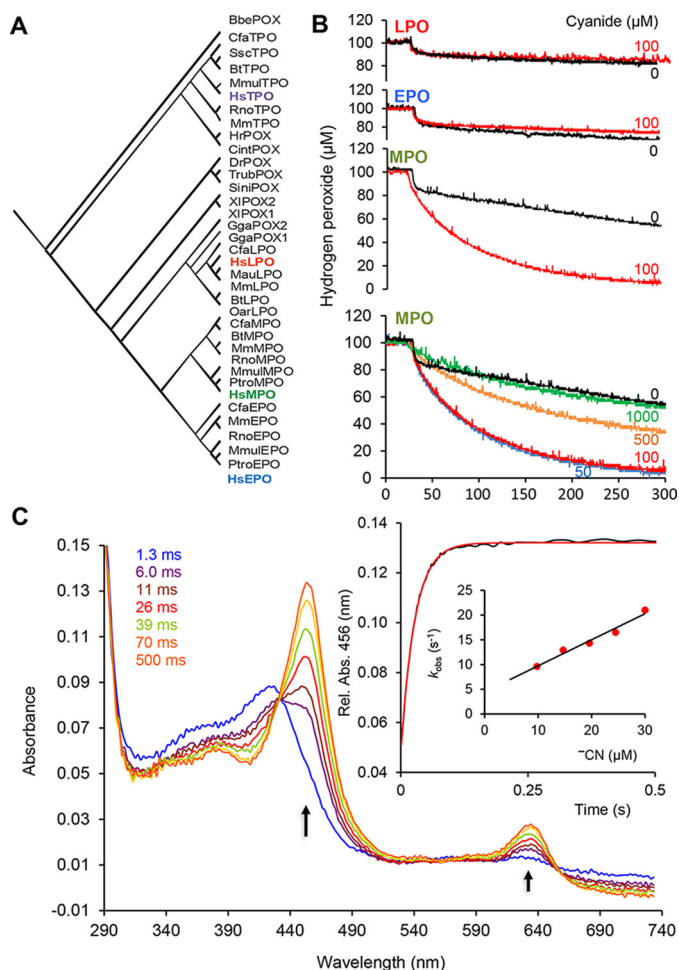 A
BbePOX
CfaTPO
SscTPO
BtTPO
MmulTPO
HsTPO
RnoTPO
MmTPO
HrPOX
CintPOX
DrPOX
TrubPOX
SiniPOX
XlPOX2
XlPOX1
GgaPOX2
GgaPOX1
CfaLPO
HsLPO
MauLPO
MmLPO
BtLPO
OarLPO
CfaMPO
BtMPO
MmMPO
RnoMPO
MmulMPO
PtroMPO
HsMPO
CfaEPO
MmEPO
RnoEPO
MmulEPO
PtroEPO
HsEPO
B
Hydrogen peroxide (µM)
LPO
Cyanide (µM)
100
80
100
0
EPO
100
80
100
0
MPO
120
100
80
60
40
20
0
0
100
MPO
120
100
80
60
40
20
0
0
1000
500
100
50
0 50 100 150 200 250 300
C
Absorbance
0.15
0.13
0.11
0.09
0.07
0.05
0.03
0.01
-0.01
1.3 ms
6.0 ms
11 ms
26 ms
39 ms
70 ms
500 ms
290 340 390 440 490 540 590 640 690 740
Wavelength (nm)
Rel. Abs. 456 (nm)
0.13
0.10
0.07
0.04
0 0.25 0.5
Time (s)
kobs (s-1)
25
20
15
10
5
0
0 10 20 30
⁻CN (µM)